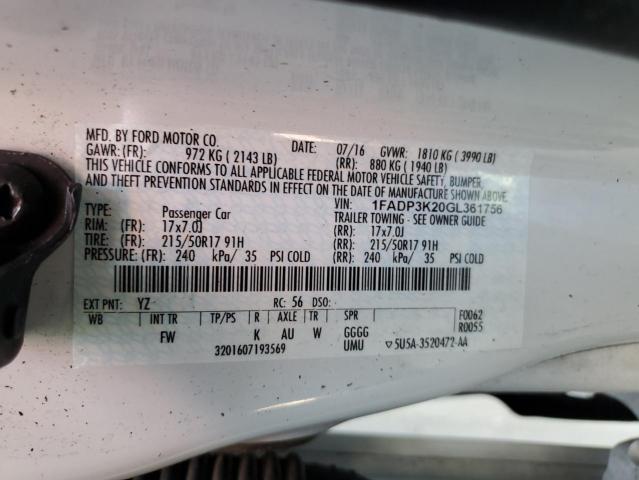 MFD. BY FORD MOTOR CO.
DATE: 07/16 GVWR: 1810 KG ( 3990 LB)
GAWR: (FR): 972 KG ( 2143 LB) (RR): 880 KG ( 1940 LB)
THIS VEHICLE CONFORMS TO ALL APPLICABLE FEDERAL MOTOR VEHICLE SAFETY, BUMPER,
AND THEFT PREVENTION STANDARDS IN EFFECT ON THE DATE OF MANUFACTURE SHOWN ABOVE.
VIN: 1FADP3K20GL361756
TYPE: Passenger Car TRAILER TOWING - SEE OWNER GUIDE
RIM: (FR): 17x7.0J (RR): 17x7.0J
TIRE: (FR): 215/50R17 91H (RR): 215/50R17 91H
PRESSURE: (FR): 240 kPa/ 35 PSI COLD (RR): 240 kPa/ 35 PSI COLD
EXT PNT: YZ RC: 56 DSO:
WB INT TR TP/PS R AXLE TR SPR F0062
FW K AU W GGGG R0055
3201607193569 UMU ▽5U5A-3520472-AA